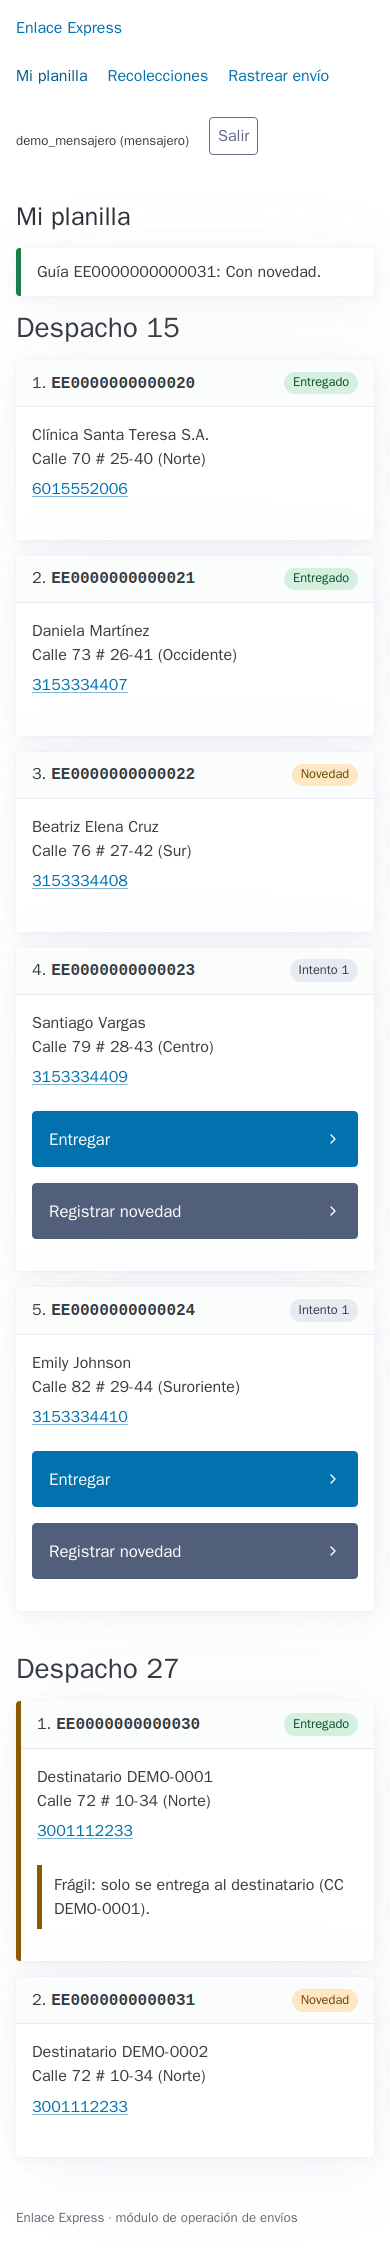 Enlace Express
Mi planilla Recolecciones Rastrear envío
demo_mensajero (mensajero) Salir
Mi planilla
Guía EE0000000000031: Con novedad.
Despacho 15
1. EE0000000000020 Entregado
Clínica Santa Teresa S.A.
Calle 70 # 25-40 (Norte)
6015552006
2. EE0000000000021 Entregado
Daniela Martínez
Calle 73 # 26-41 (Occidente)
3153334407
3. EE0000000000022 Novedad
Beatriz Elena Cruz
Calle 76 # 27-42 (Sur)
3153334408
4. EE0000000000023 Intento 1
Santiago Vargas
Calle 79 # 28-43 (Centro)
3153334409
Entregar
Registrar novedad
5. EE0000000000024 Intento 1
Emily Johnson
Calle 82 # 29-44 (Suroriente)
3153334410
Entregar
Registrar novedad
Despacho 27
1. EE0000000000030 Entregado
Destinatario DEMO-0001
Calle 72 # 10-34 (Norte)
3001112233
Frágil: solo se entrega al destinatario (CC
DEMO-0001).
2. EE0000000000031 Novedad
Destinatario DEMO-0002
Calle 72 # 10-34 (Norte)
3001112233
Enlace Express · módulo de operación de envíos